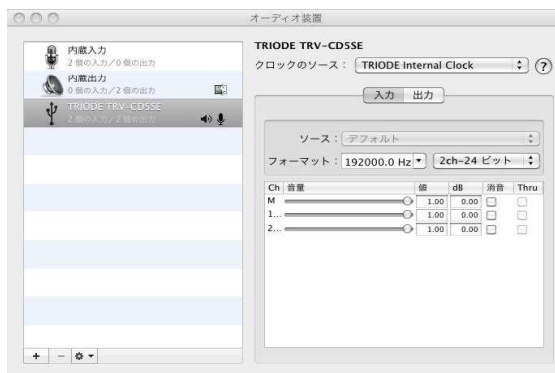 オーディオ装置
内蔵入力
2 個の入力/0 個の出力
内蔵出力
0 個の入力/2 個の出力
TRIODE TRV-CD5SE
2 個の入力/2 個の出力
TRIODE TRV-CD5SE
クロックのソース： TRIODE Internal Clock ?
入力 出力
ソース： デフォルト
フォーマット： 192000.0 Hz 2ch-24 ビット
Ch 音量 値 dB 消音 Thru
M 1.00 0.00
1... 1.00 0.00
2... 1.00 0.00
+ −